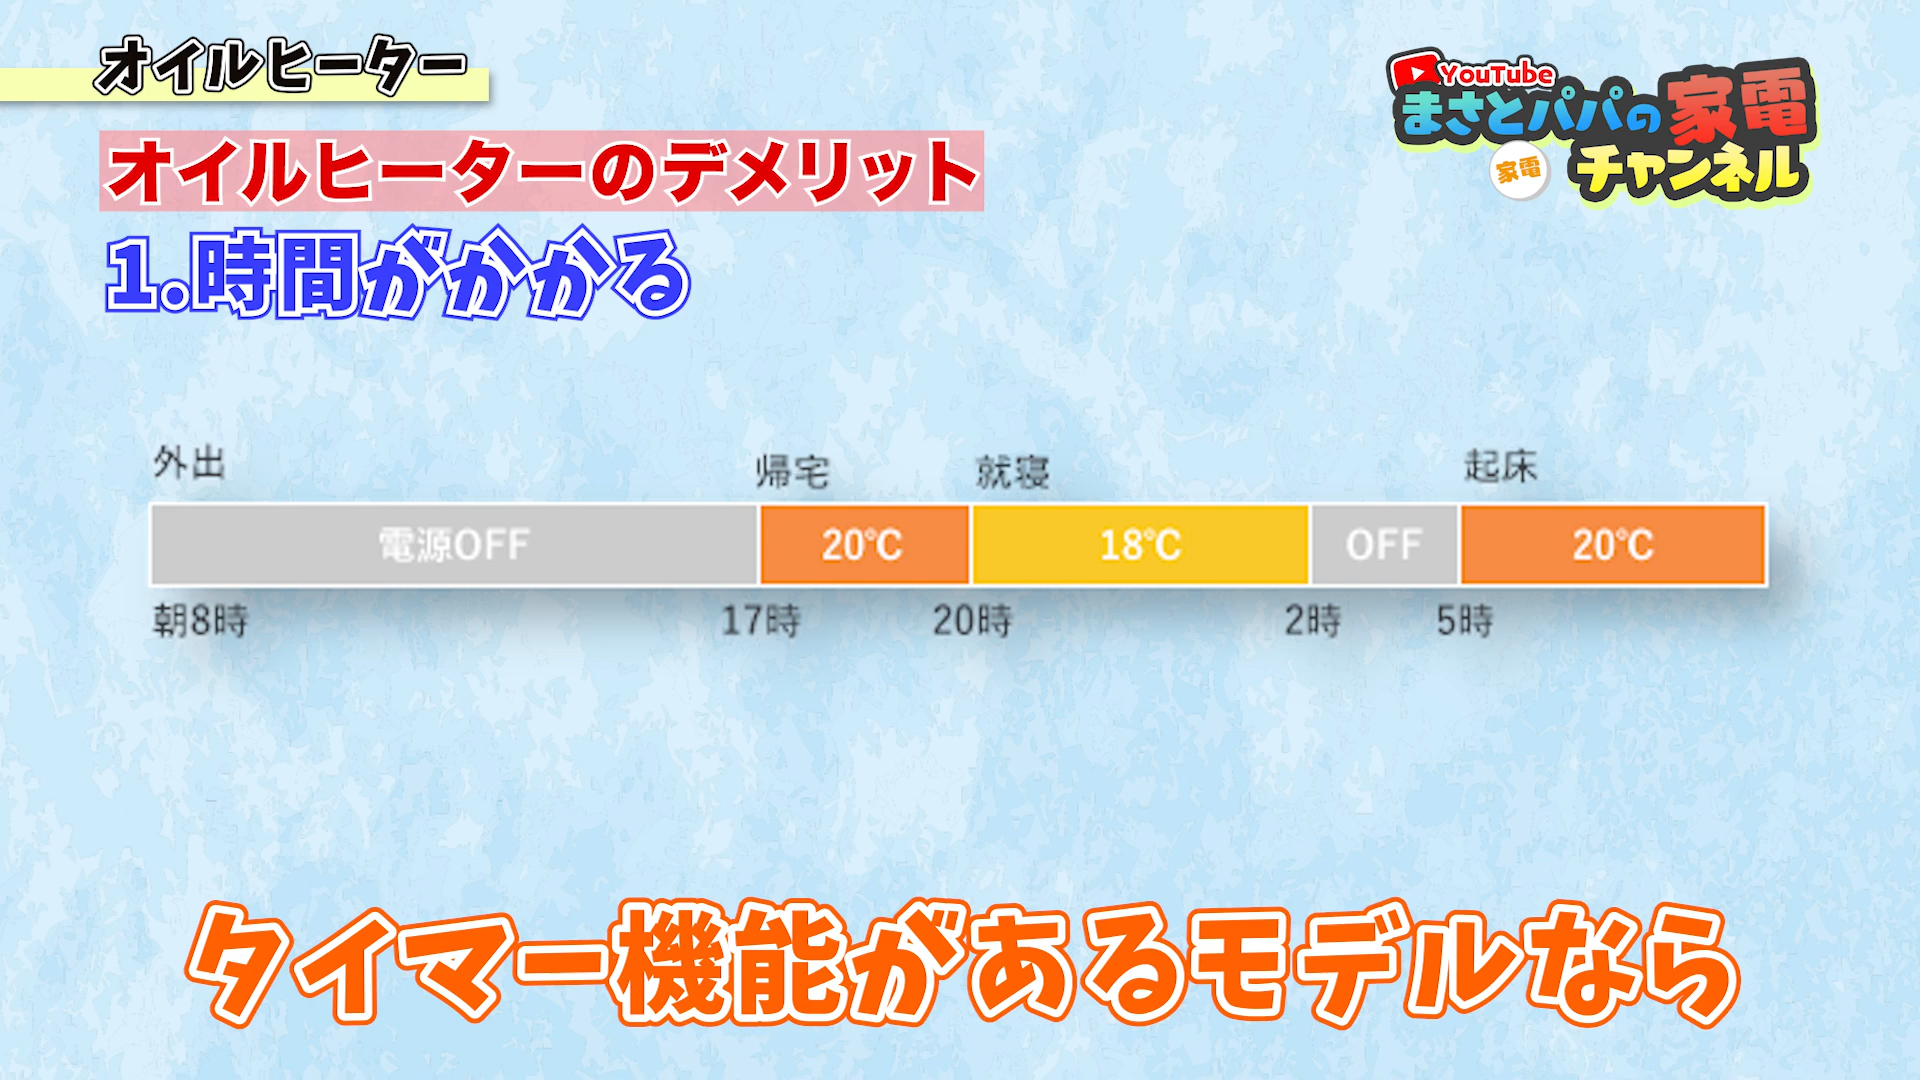 オイルヒーター
YouTube
まさとパパの家電
家電
チャンネル
オイルヒーターのデメリット
1.時間がかかる
外出 帰宅 就寝 起床
電源OFF 20℃ 18℃ OFF 20℃
朝8時 17時 20時 2時 5時
タイマー機能があるモデルなら